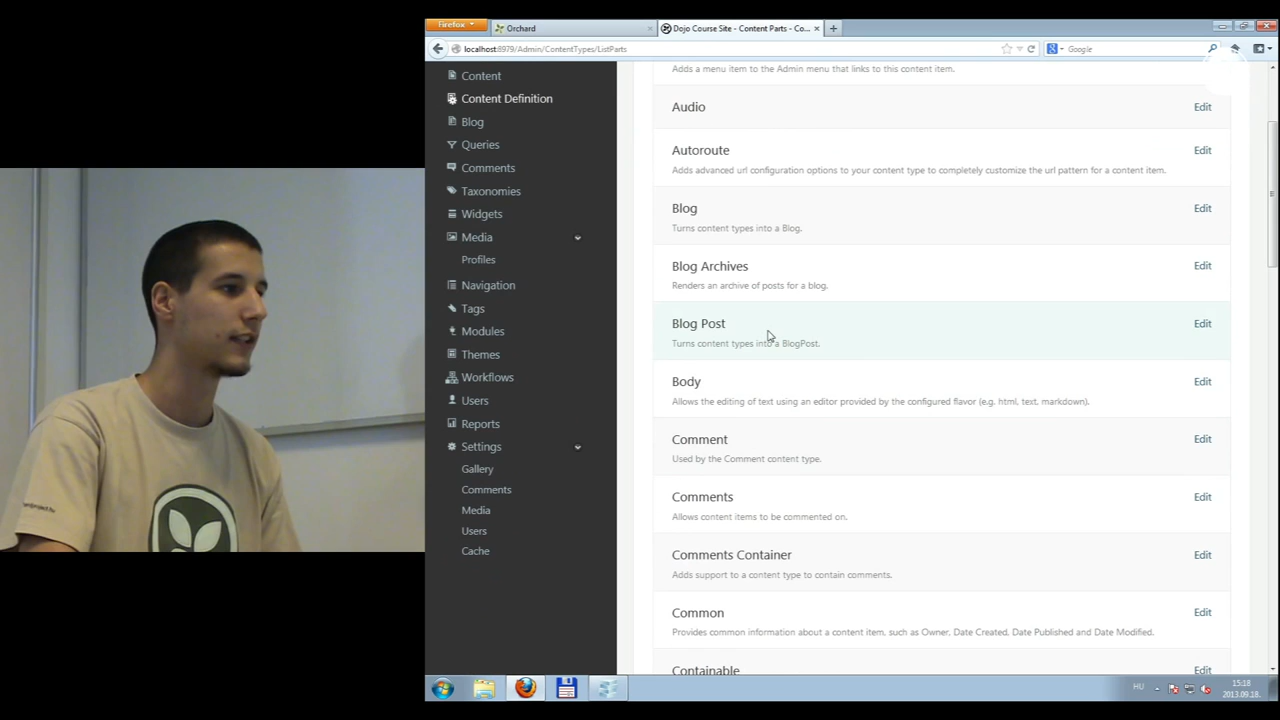 Firefox
Orchard
Dojo Course Site - Content Parts - Co...
localhost:8979/Admin/ContentTypes/ListParts
Google
Content
Content Definition
Blog
Queries
Comments
Taxonomies
Widgets
Media
Profiles
Navigation
Tags
Modules
Themes
Workflows
Users
Reports
Settings
Gallery
Comments
Media
Users
Cache
Adds a menu item to the Admin menu that links to this content item.
Audio
Edit
Autoroute
Edit
Adds advanced url configuration options to your content type to completely customize the url pattern for a content item.
Blog
Edit
Turns content types into a Blog.
Blog Archives
Edit
Renders an archive of posts for a blog.
Blog Post
Edit
Turns content types into a BlogPost.
Body
Edit
Allows the editing of text using an editor provided by the configured flavor (e.g. html, text, markdown).
Comment
Edit
Used by the Comment content type.
Comments
Edit
Allows content items to be commented on.
Comments Container
Edit
Adds support to a content type to contain comments.
Common
Edit
Provides common information about a content item, such as Owner, Date Created, Date Published and Date Modified.
Containable
Edit
HU
15:18
2013.09.18.